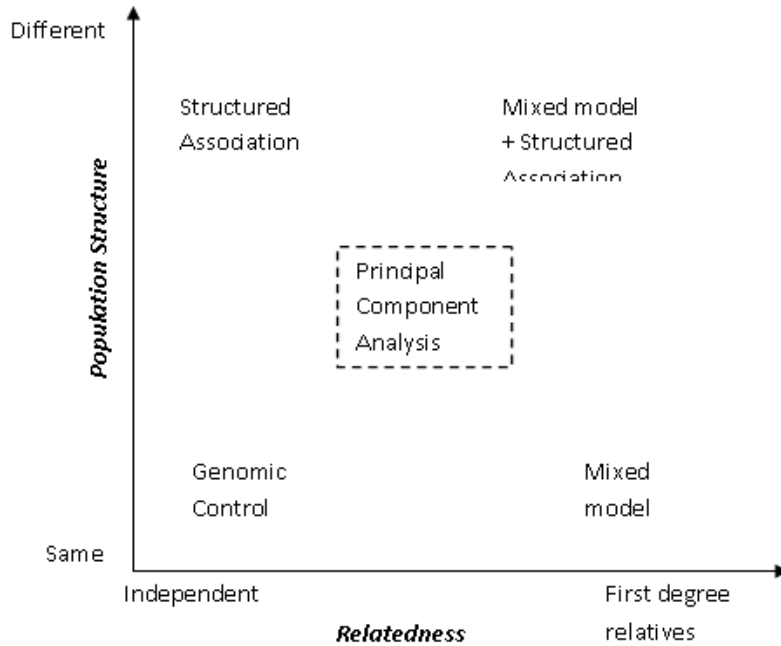 Different
Structured
Association
Mixed model
+ Structured
Association
Population Structure
Principal
Component
Analysis
Genomic
Control
Mixed
model
Same
Independent
First degree
relatives
Relatedness